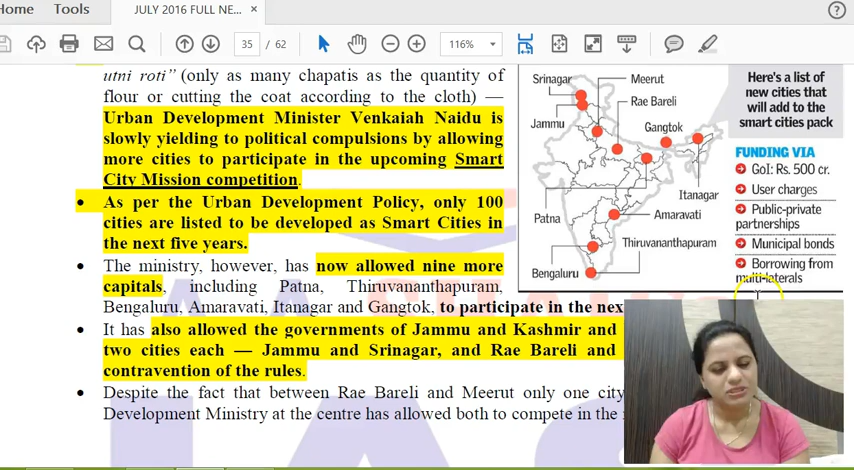 Home Tools JULY 2016 FULL NE... ×
35 / 62 116%
utni roti" (only as many chapatis as the quantity of
flour or cutting the coat according to the cloth) —
Urban Development Minister Venkaiah Naidu is
slowly yielding to political compulsions by allowing
more cities to participate in the upcoming Smart
City Mission competition.
• As per the Urban Development Policy, only 100
cities are listed to be developed as Smart Cities in
the next five years.
• The ministry, however, has now allowed nine more
capitals, including Patna, Thiruvananthapuram,
Bengaluru, Amaravati, Itanagar and Gangtok, to participate in the next
• It has also allowed the governments of Jammu and Kashmir and
two cities each — Jammu and Srinagar, and Rae Bareli and
contravention of the rules.
• Despite the fact that between Rae Bareli and Meerut only one city
Development Ministry at the centre has allowed both to compete in the
Srinagar
Meerut
Rae Bareli
Jammu
Gangtok
Itanagar
Patna
Amaravati
Thiruvananthapuram
Bengaluru
Here's a list of
new cities that
will add to the
smart cities pack
FUNDING VIA
GoI: Rs. 500 cr.
User charges
Public-private
partnerships
Municipal bonds
Borrowing from
multi-laterals